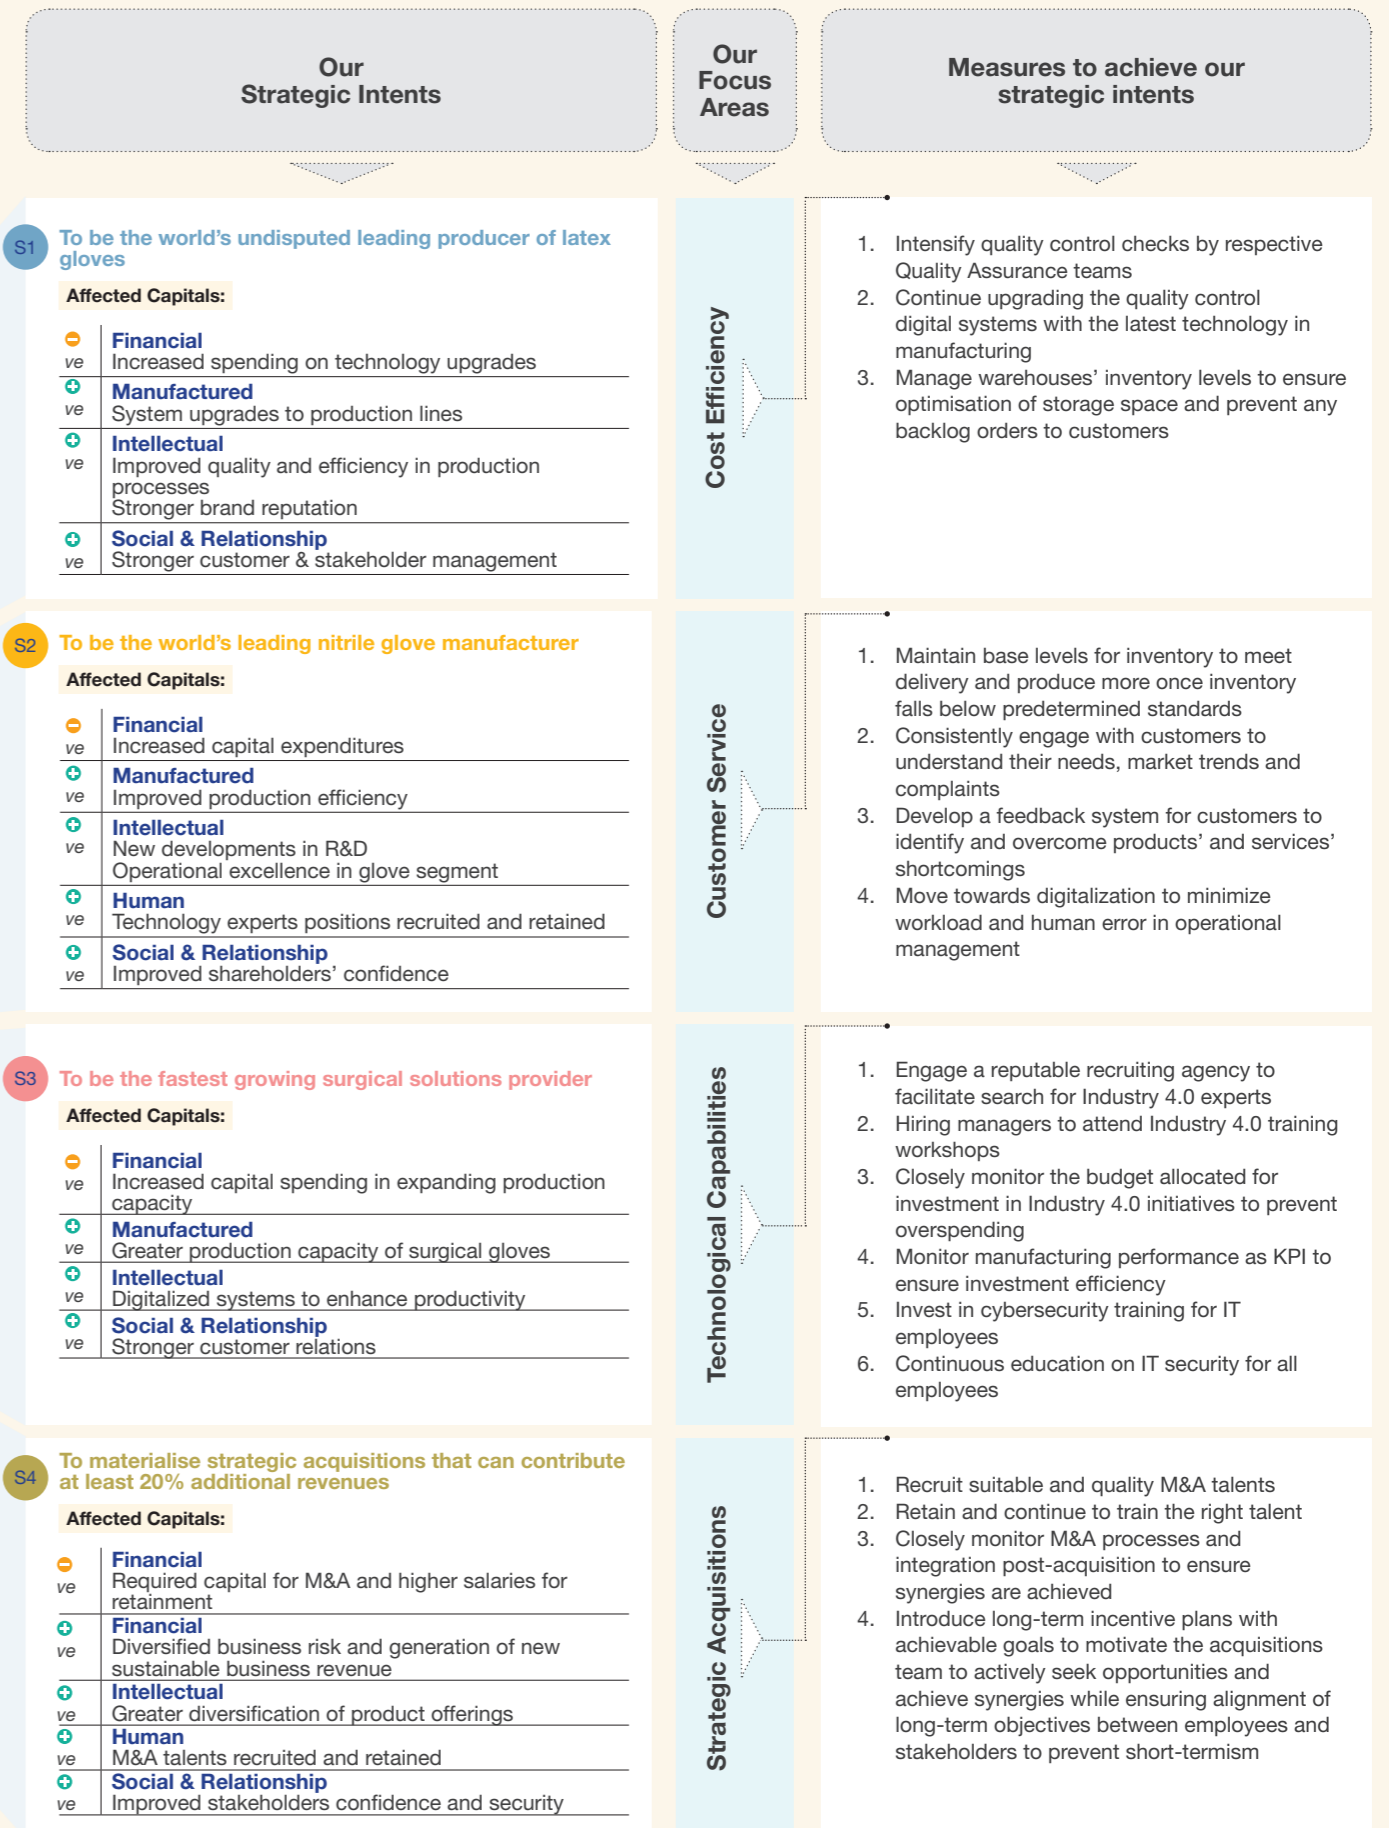 Our
Strategic Intents
Our
Focus
Areas
Measures to achieve our
strategic intents
S1
To be the world's undisputed leading producer of latex
gloves
Affected Capitals:
ve
Financial
Increased spending on technology upgrades
ve
Manufactured
System upgrades to production lines
ve
Intellectual
Improved quality and efficiency in production
processes
Stronger brand reputation
ve
Social & Relationship
Stronger customer & stakeholder management
Cost Efficiency
1. Intensify quality control checks by respective
Quality Assurance teams
2. Continue upgrading the quality control
digital systems with the latest technology in
manufacturing
3. Manage warehouses' inventory levels to ensure
optimisation of storage space and prevent any
backlog orders to customers
S2
To be the world's leading nitrile glove manufacturer
Affected Capitals:
ve
Financial
Increased capital expenditures
ve
Manufactured
Improved production efficiency
ve
Intellectual
New developments in R&D
Operational excellence in glove segment
ve
Human
Technology experts positions recruited and retained
ve
Social & Relationship
Improved shareholders' confidence
Customer Service
1. Maintain base levels for inventory to meet
delivery and produce more once inventory
falls below predetermined standards
2. Consistently engage with customers to
understand their needs, market trends and
complaints
3. Develop a feedback system for customers to
identify and overcome products' and services'
shortcomings
4. Move towards digitalization to minimize
workload and human error in operational
management
S3
To be the fastest growing surgical solutions provider
Affected Capitals:
ve
Financial
Increased capital spending in expanding production
capacity
ve
Manufactured
Greater production capacity of surgical gloves
ve
Intellectual
Digitalized systems to enhance productivity
ve
Social & Relationship
Stronger customer relations
Technological Capabilities
1. Engage a reputable recruiting agency to
facilitate search for Industry 4.0 experts
2. Hiring managers to attend Industry 4.0 training
workshops
3. Closely monitor the budget allocated for
investment in Industry 4.0 initiatives to prevent
overspending
4. Monitor manufacturing performance as KPI to
ensure investment efficiency
5. Invest in cybersecurity training for IT
employees
6. Continuous education on IT security for all
employees
S4
To materialise strategic acquisitions that can contribute
at least 20% additional revenues
Affected Capitals:
ve
Financial
Required capital for M&A and higher salaries for
retainment
ve
Financial
Diversified business risk and generation of new
sustainable business revenue
ve
Intellectual
Greater diversification of product offerings
ve
Human
M&A talents recruited and retained
ve
Social & Relationship
Improved stakeholders confidence and security
Strategic Acquisitions
1. Recruit suitable and quality M&A talents
2. Retain and continue to train the right talent
3. Closely monitor M&A processes and
integration post-acquisition to ensure
synergies are achieved
4. Introduce long-term incentive plans with
achievable goals to motivate the acquisitions
team to actively seek opportunities and
achieve synergies while ensuring alignment of
long-term objectives between employees and
stakeholders to prevent short-termism